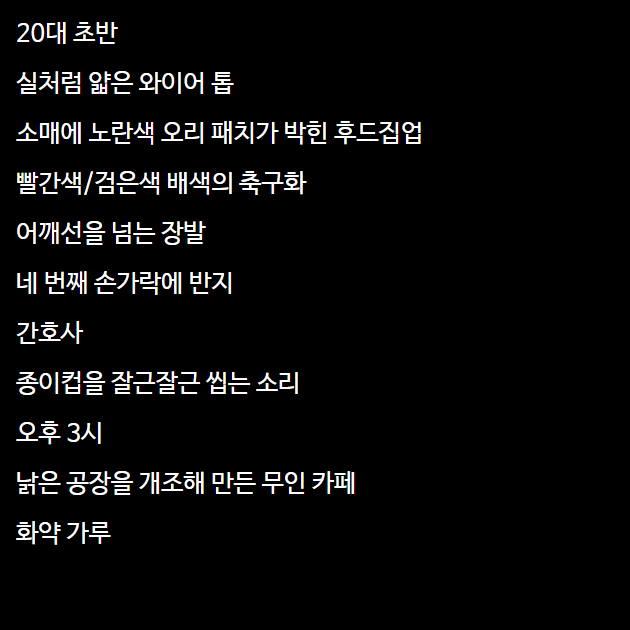 20대 초반
실처럼 얇은 와이어 톱
소매에 노란색 오리 패치가 박힌 후드집업
빨간색/검은색 배색의 축구화
어깨선을 넘는 장발
네 번째 손가락에 반지
간호사
종이컵을 잘근잘근 씹는 소리
오후 3시
낡은 공장을 개조해 만든 무인 카페
화약 가루